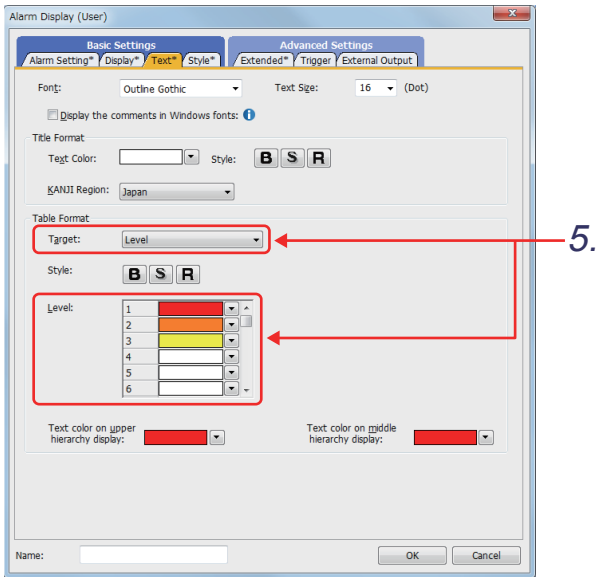 Alarm Display (User)
Basic Settings Advanced Settings
Alarm Setting* Display* Text* Style* Extended* Trigger External Output
Font: Outline Gothic Text Size: 16 (Dot)
Display the comments in Windows fonts:
Title Format
Text Color: Style: B S R
KANJI Region: Japan
Table Format
Target: Level
5.
Style: B S R
Level: 1
2
3
4
5
6
Text color on upper hierarchy display: Text color on middle hierarchy display:
Name: OK Cancel